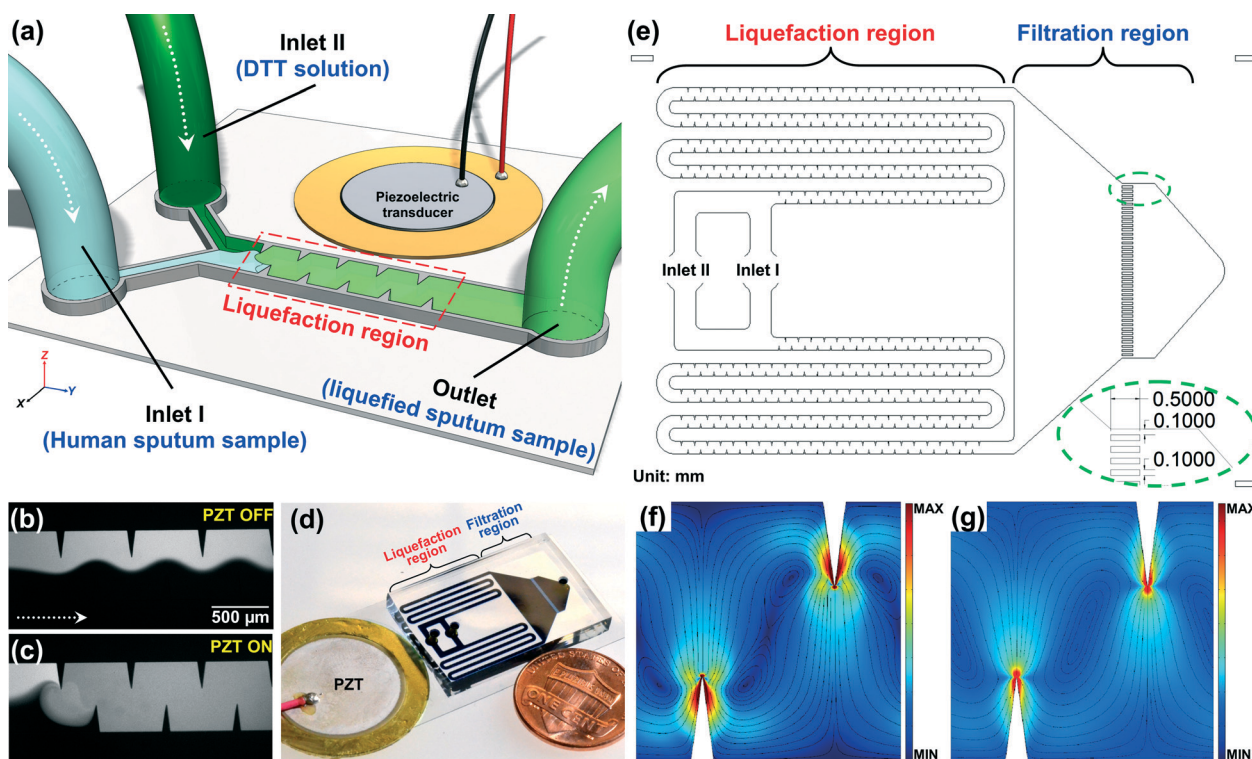 (a)
Inlet II
(DTT solution)
Piezoelectric
transducer
Liquefaction region
Z
Y
X
Inlet I
(Human sputum sample)
Outlet
(liquefied sputum sample)
(e)
Liquefaction region
Filtration region
Inlet II
Inlet I
0.5000
0.1000
0.1000
Unit: mm
(b)
PZT OFF
500 µm
(c)
PZT ON
(d)
Liquefaction
region
Filtration
region
PZT
ONE CENT
(f)
MAX
MIN
(g)
MAX
MIN